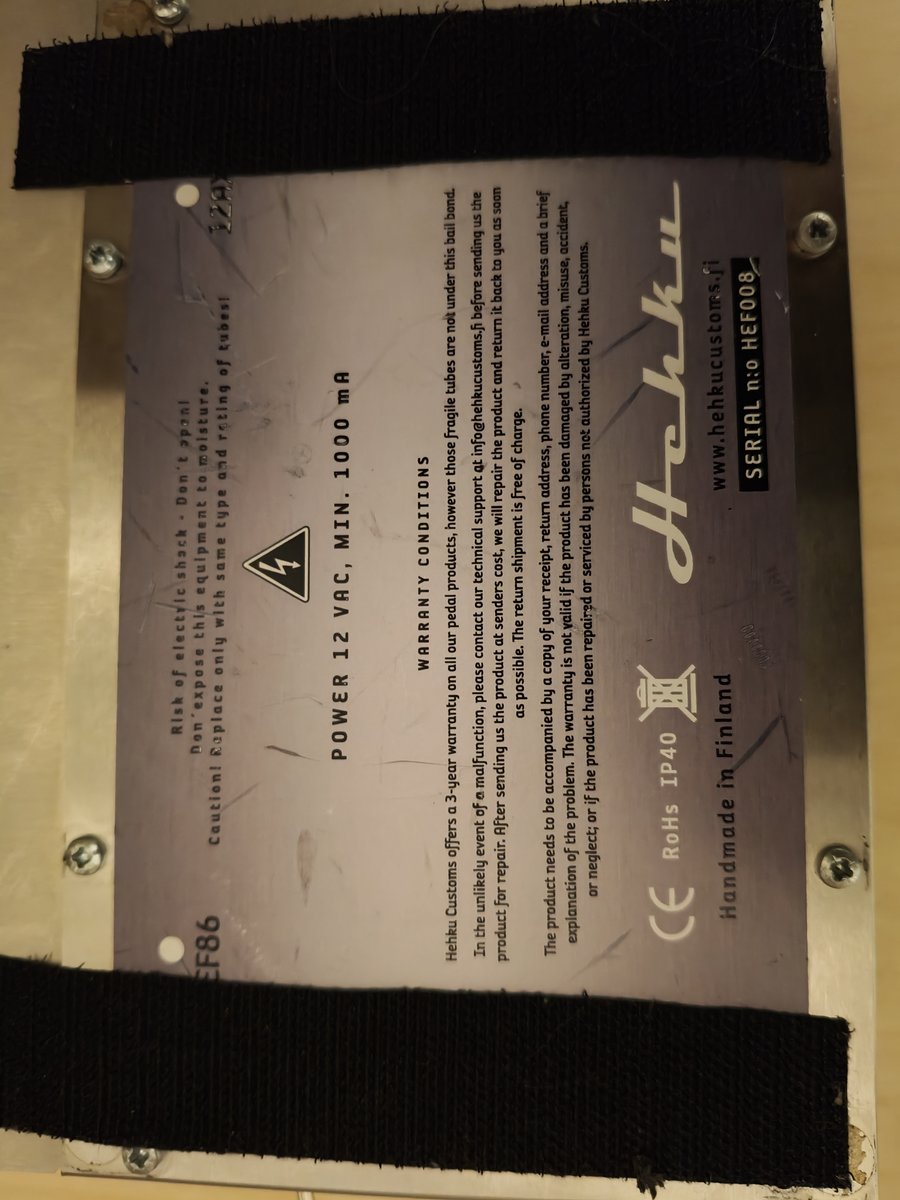 EF86
12AX
Risk of electric shock - Don't open!
Don'expose this equipment to moisture.
Caution! Replace only with same type and rating of tubes!
POWER 12 VAC, MIN. 1000 mA
WARRANTY CONDITIONS
Hehku Customs offers a 3-year warranty on all our pedal products, however those fragile tubes are not under this bail bond.
In the unlikely event of a malfunction, please contact our technical support at info@hehkucustoms.fi before sending us the
product for repair. After sending us the product at senders cost, we will repair the product and return it back to you as soon
as possible. The return shipment is free of charge.
The product needs to be accompanied by a copy of your receipt, return address, phone number, e-mail address and a brief
explanation of the problem. The warranty is not valid if the product has been damaged by alteration, misuse, accident,
or neglect; or if the product has been repaired or serviced by persons not authorized by Hehku Customs.
CE RoHs IP40
Handmade in Finland
Hehku
www.hehkucustoms.fi
SERIAL n:o HEF008